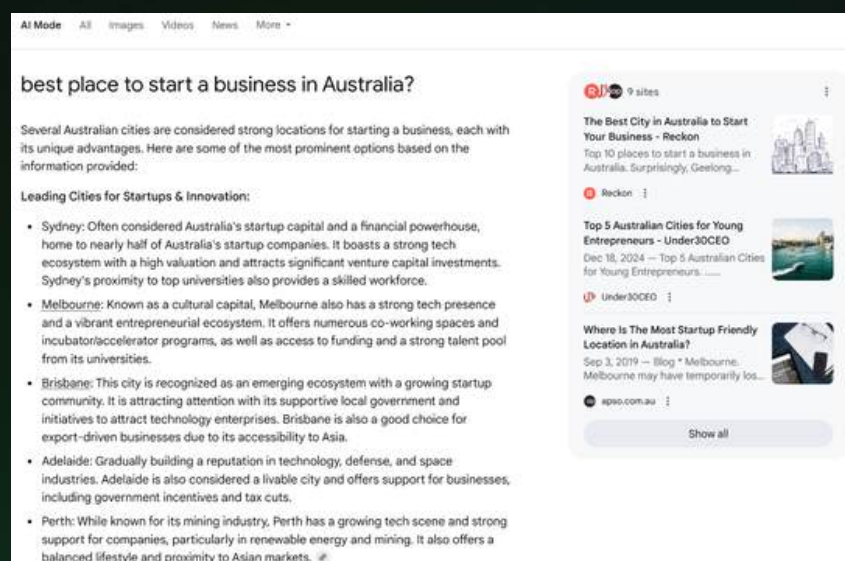 AI Mode All Images Videos News More
best place to start a business in Australia?
Several Australian cities are considered strong locations for starting a business, each with
its unique advantages. Here are some of the most prominent options based on the
information provided:
Leading Cities for Startups & Innovation:
• Sydney: Often considered Australia's startup capital and a financial powerhouse,
home to nearly half of Australia's startup companies. It boasts a strong tech
ecosystem with a high valuation and attracts significant venture capital investments.
Sydney's proximity to top universities also provides a skilled workforce.
• Melbourne: Known as a cultural capital, Melbourne also has a strong tech presence
and a vibrant entrepreneurial ecosystem. It offers numerous co-working spaces and
incubator/accelerator programs, as well as access to funding and a strong talent pool
from its universities.
• Brisbane: This city is recognized as an emerging ecosystem with a growing startup
community. It is attracting attention with its supportive local government and
initiatives to attract technology enterprises. Brisbane is also a good choice for
export-driven businesses due to its accessibility to Asia.
• Adelaide: Gradually building a reputation in technology, defense, and space
industries. Adelaide is also considered a livable city and offers support for businesses,
including government incentives and tax cuts.
• Perth: While known for its mining industry, Perth has a growing tech scene and strong
support for companies, particularly in renewable energy and mining. It also offers a
balanced lifestyle and proximity to Asian markets.
9 sites
The Best City in Australia to Start
Your Business - Reckon
Top 10 places to start a business in
Australia. Surprisingly, Geelong...
Reckon
Top 5 Australian Cities for Young
Entrepreneurs - Under30CEO
Dec 18, 2024 — Top 5 Australian Cities
for Young Entrepreneurs. ......
Under30CEO
Where Is The Most Startup Friendly
Location in Australia?
Sep 3, 2019 — Blog * Melbourne.
Melbourne may have temporarily los...
apso.com.au
Show all